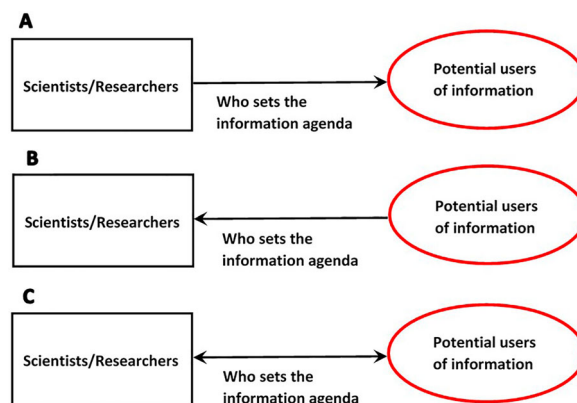 A
Scientists/Researchers
Potential users
of information
Who sets the
information agenda
B
Scientists/Researchers
Potential users
of information
Who sets the
information agenda
C
Scientists/Researchers
Potential users
of information
Who sets the
information agenda